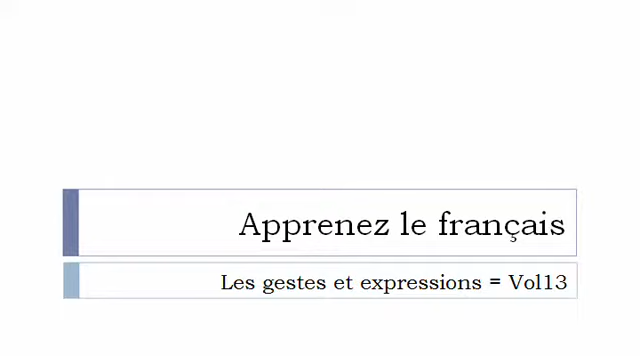 Apprenez le français
Les gestes et expressions = Vol13